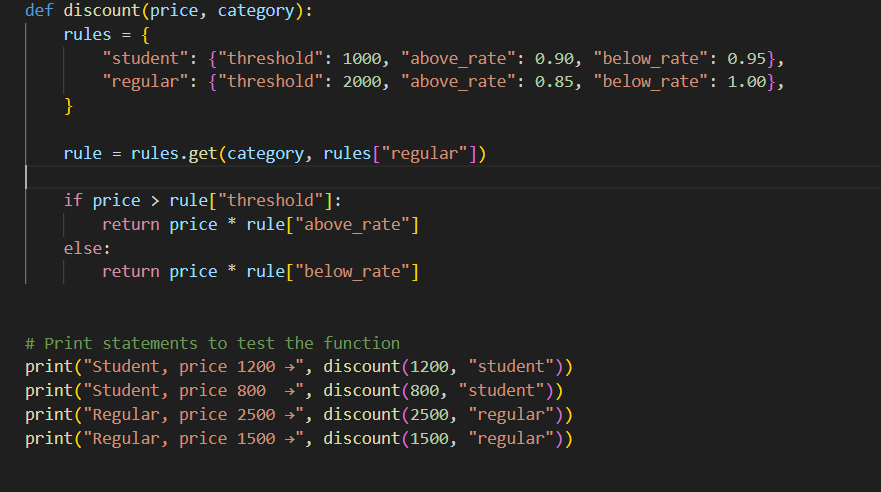 def discount(price, category):
    rules = {
        "student": {"threshold": 1000, "above_rate": 0.90, "below_rate": 0.95},
        "regular": {"threshold": 2000, "above_rate": 0.85, "below_rate": 1.00},
    }
    rule = rules.get(category, rules["regular"])
    if price > rule["threshold"]:
        return price * rule["above_rate"]
    else:
        return price * rule["below_rate"]
# Print statements to test the function
print("Student, price 1200 →", discount(1200, "student"))
print("Student, price 800  →", discount(800, "student"))
print("Regular, price 2500 →", discount(2500, "regular"))
print("Regular, price 1500 →", discount(1500, "regular"))